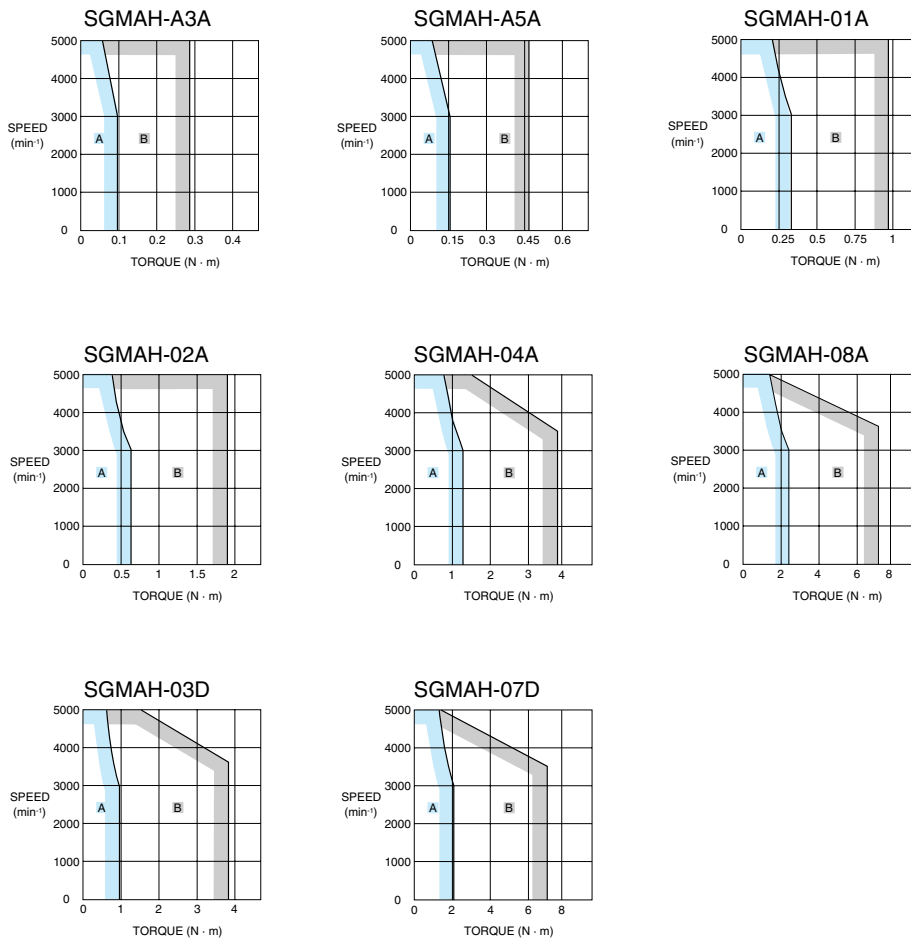 SGMAH-A3A
5000
4000
3000
SPEED
(min-1)
A
B
2000
1000
0
0 0.1 0.2 0.3 0.4
TORQUE (N · m)
SGMAH-A5A
5000
4000
3000
SPEED
(min-1)
A
B
2000
1000
0
0 0.15 0.3 0.45 0.6
TORQUE (N · m)
SGMAH-01A
5000
4000
3000
SPEED
(min-1)
A
B
2000
1000
0
0 0.25 0.5 0.75 1
TORQUE (N · m)
SGMAH-02A
5000
4000
3000
SPEED
(min-1)
A
B
2000
1000
0
0 0.5 1 1.5 2
TORQUE (N · m)
SGMAH-04A
5000
4000
3000
SPEED
(min-1)
A
B
2000
1000
0
0 1 2 3 4
TORQUE (N · m)
SGMAH-08A
5000
4000
3000
SPEED
(min-1)
A
B
2000
1000
0
0 2 4 6 8
TORQUE (N · m)
SGMAH-03D
5000
4000
3000
SPEED
(min-1)
A
B
2000
1000
0
0 1 2 3 4
TORQUE (N · m)
SGMAH-07D
5000
4000
3000
SPEED
(min-1)
A
B
2000
1000
0
0 2 4 6 8
TORQUE (N · m)